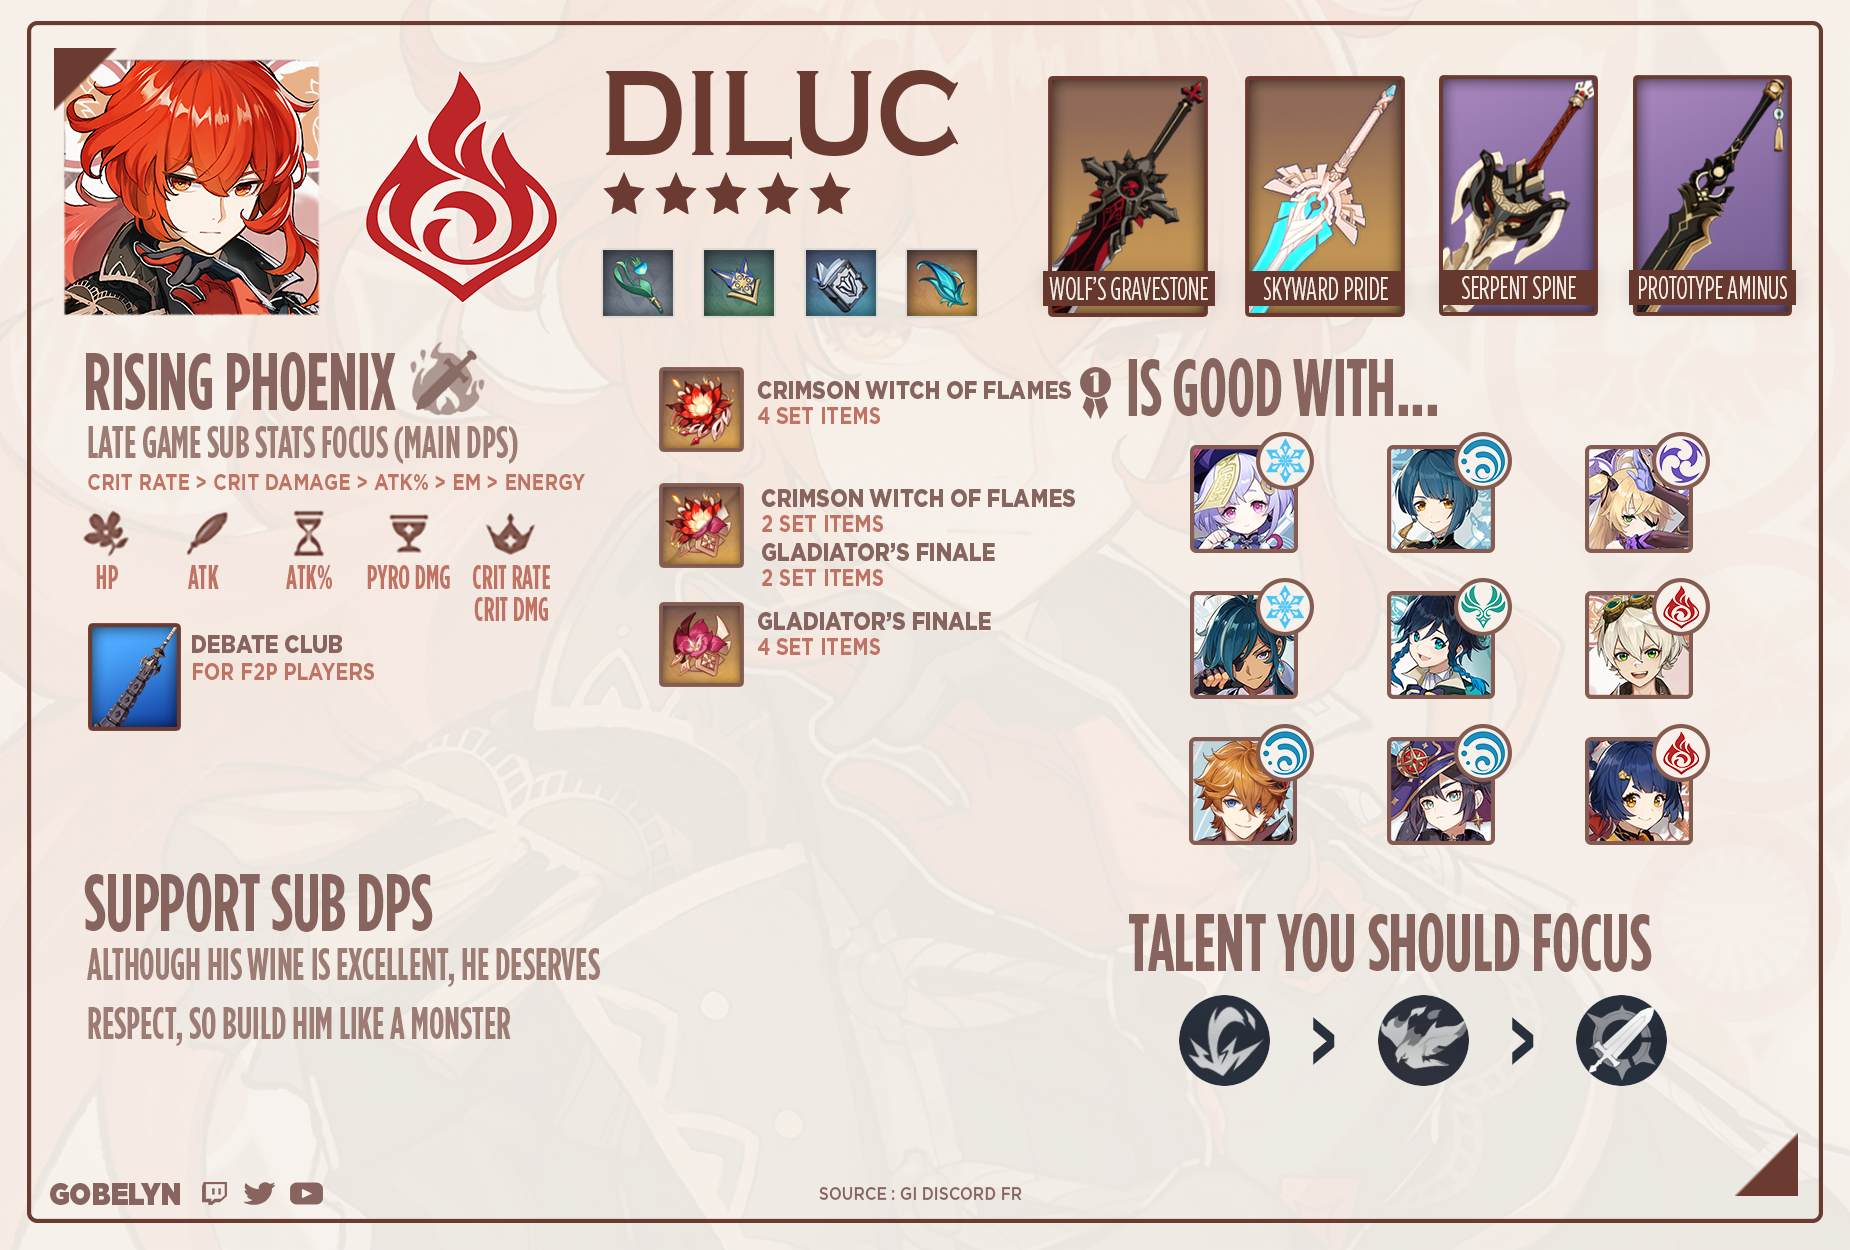 DILUC
WOLF'S GRAVESTONE
SKYWARD PRIDE
SERPENT SPINE
PROTOTYPE AMINUS
RISING PHOENIX
LATE GAME SUB STATS FOCUS (MAIN DPS)
CRIT RATE > CRIT DAMAGE > ATK% > EM > ENERGY
HP
ATK
ATK%
PYRO DMG
CRIT RATE
CRIT DMG
DEBATE CLUB
FOR F2P PLAYERS
CRIMSON WITCH OF FLAMES 1
4 SET ITEMS
CRIMSON WITCH OF FLAMES
2 SET ITEMS
GLADIATOR'S FINALE
2 SET ITEMS
GLADIATOR'S FINALE
4 SET ITEMS
IS GOOD WITH...
SUPPORT SUB DPS
ALTHOUGH HIS WINE IS EXCELLENT, HE DESERVES
RESPECT, SO BUILD HIM LIKE A MONSTER
TALENT YOU SHOULD FOCUS
> >
GOBELYN
SOURCE : GI DISCORD FR